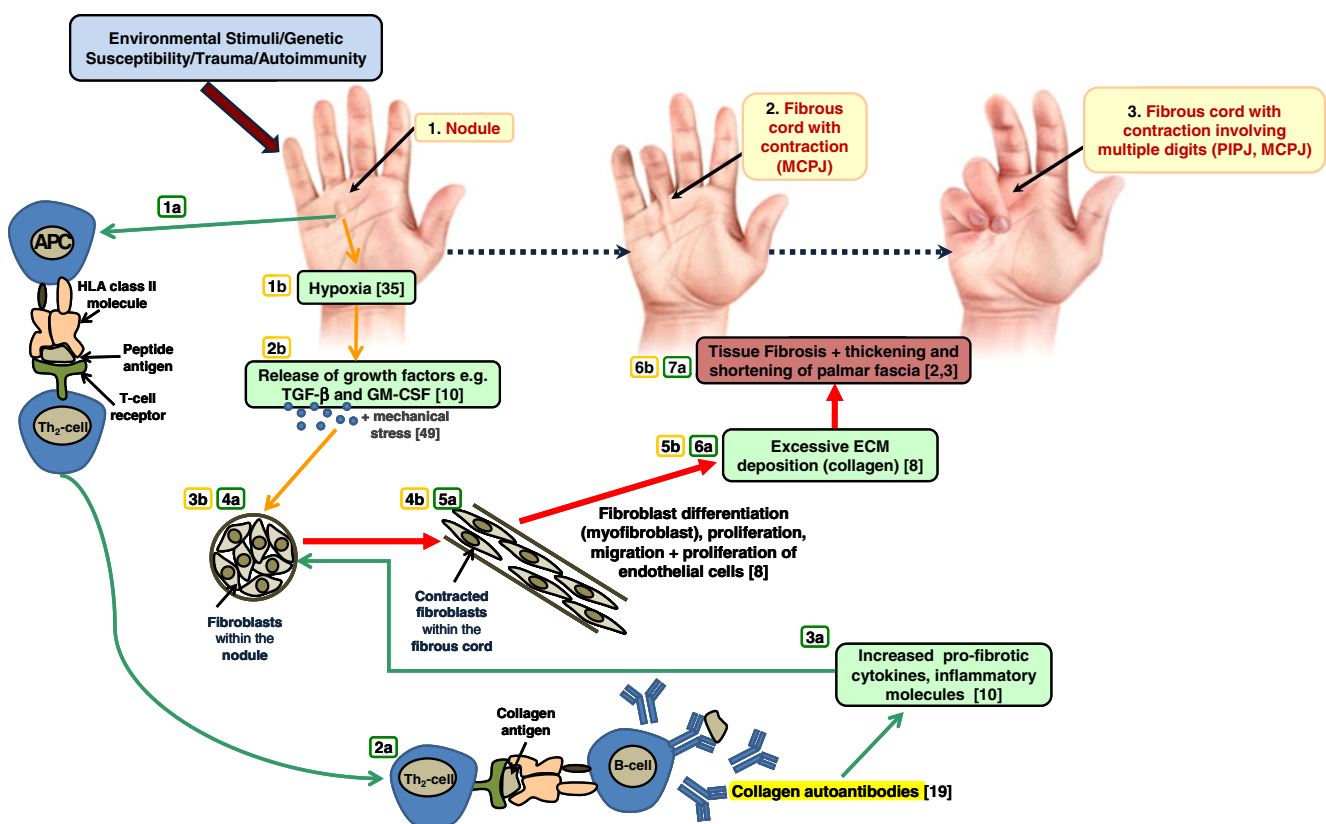 Environmental Stimuli/Genetic
Susceptibility/Trauma/Autoimmunity
1. Nodule
2. Fibrous
cord with
contraction
(MCPJ)
3. Fibrous cord with
contraction involving
multiple digits (PIPJ, MCPJ)
1a
APC
HLA class II
molecule
Peptide
antigen
T-cell
receptor
Th2-cell
1b
Hypoxia [35]
2b
Release of growth factors e.g.
TGF-β and GM-CSF [10]
+ mechanical
stress [49]
6b 7a
Tissue Fibrosis + thickening and
shortening of palmar fascia [2,3]
5b 6a
Excessive ECM
deposition (collagen) [8]
3b 4a
Fibroblasts
within the
nodule
4b 5a
Contracted
fibroblasts
within the
fibrous cord
Fibroblast differentiation
(myofibroblast), proliferation,
migration + proliferation of
endothelial cells [8]
3a
Increased pro-fibrotic
cytokines, inflammatory
molecules [10]
2a
Th2-cell
Collagen
antigen
B-cell
Collagen autoantibodies [19]